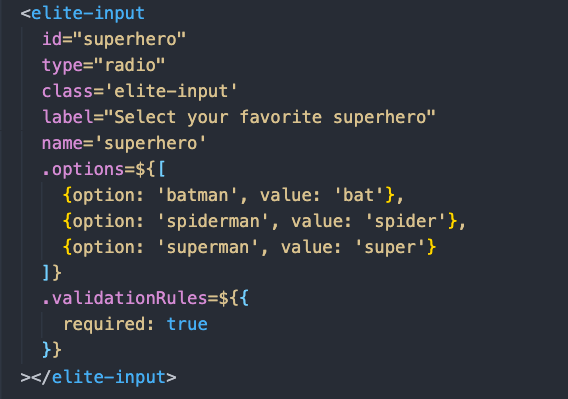 <elite-input
id="superhero"
type="radio"
class='elite-input'
label="Select your favorite superhero"
name='superhero'
.options=${[
{option: 'batman', value: 'bat'},
{option: 'spiderman', value: 'spider'},
{option: 'superman', value: 'super'}
]}
.validationRules=${{
required: true
}}
></elite-input>